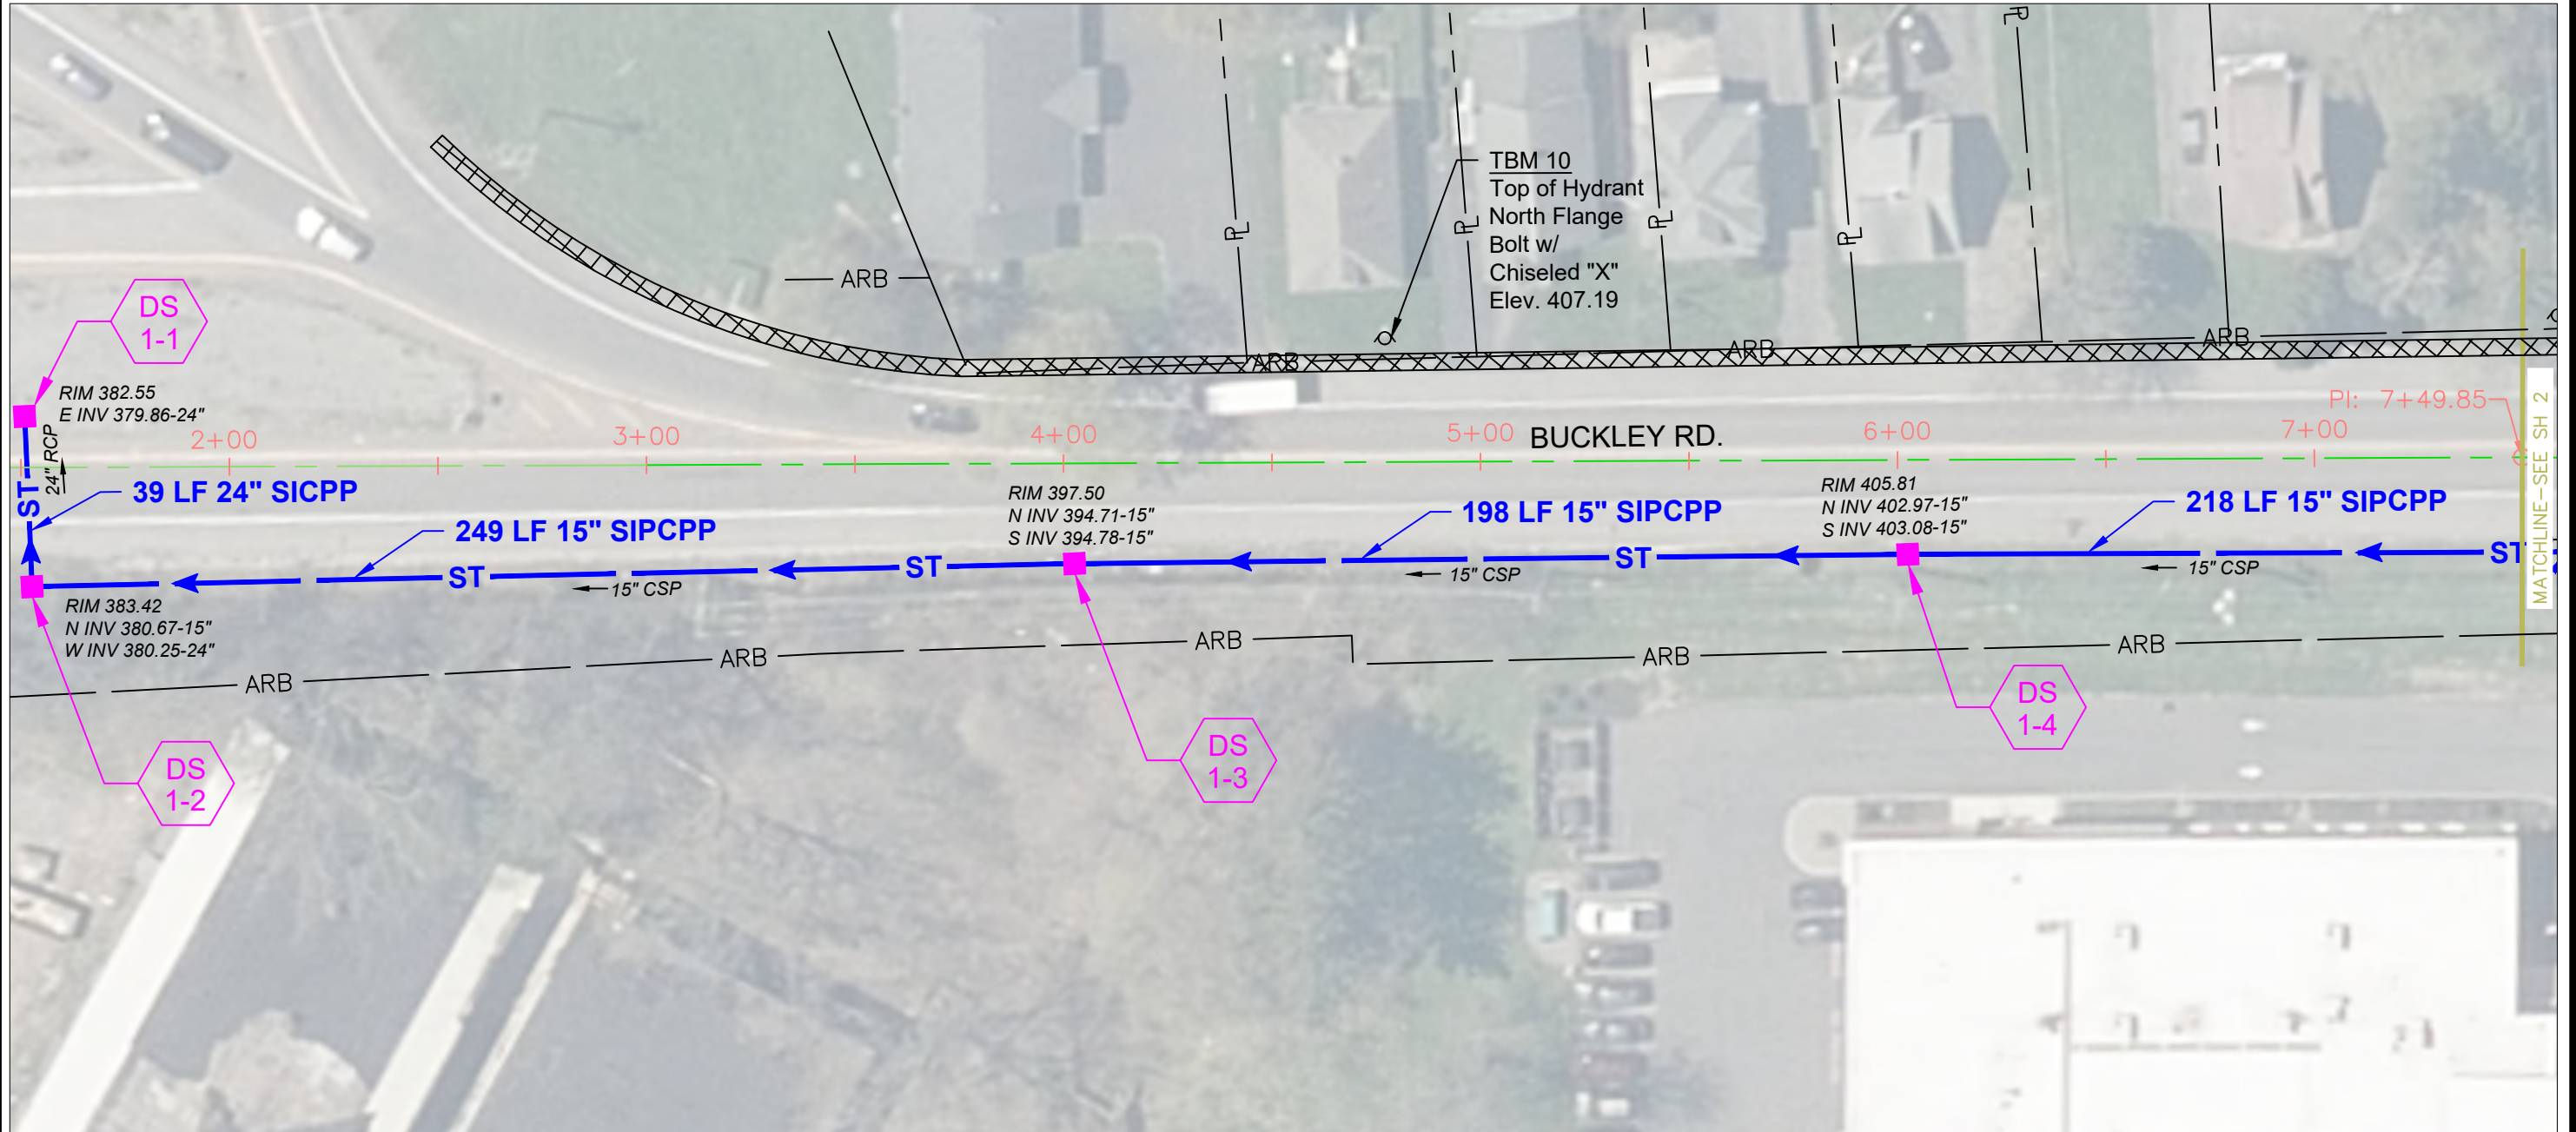 TBM 10
Top of Hydrant
North Flange
Bolt w/
Chiseled "X"
Elev. 407.19
PL
PL
PL
PL
PL
ARB
ARB
ARB
ARB
DS
1-1
RIM 382.55
E INV 379.86-24"
24" RCP
ST
39 LF 24" SICPP
2+00
3+00
4+00
5+00
BUCKLEY RD.
6+00
7+00
PI: 7+49.85
MATCHLINE-SEE SH 2
249 LF 15" SIPCPP
RIM 397.50
N INV 394.71-15"
S INV 394.78-15"
198 LF 15" SIPCPP
RIM 405.81
N INV 402.97-15"
S INV 403.08-15"
218 LF 15" SIPCPP
ST
ST
ST
ST
15" CSP
15" CSP
15" CSP
RIM 383.42
N INV 380.67-15"
W INV 380.25-24"
ARB
ARB
ARB
ARB
ARB
DS
1-2
DS
1-3
DS
1-4